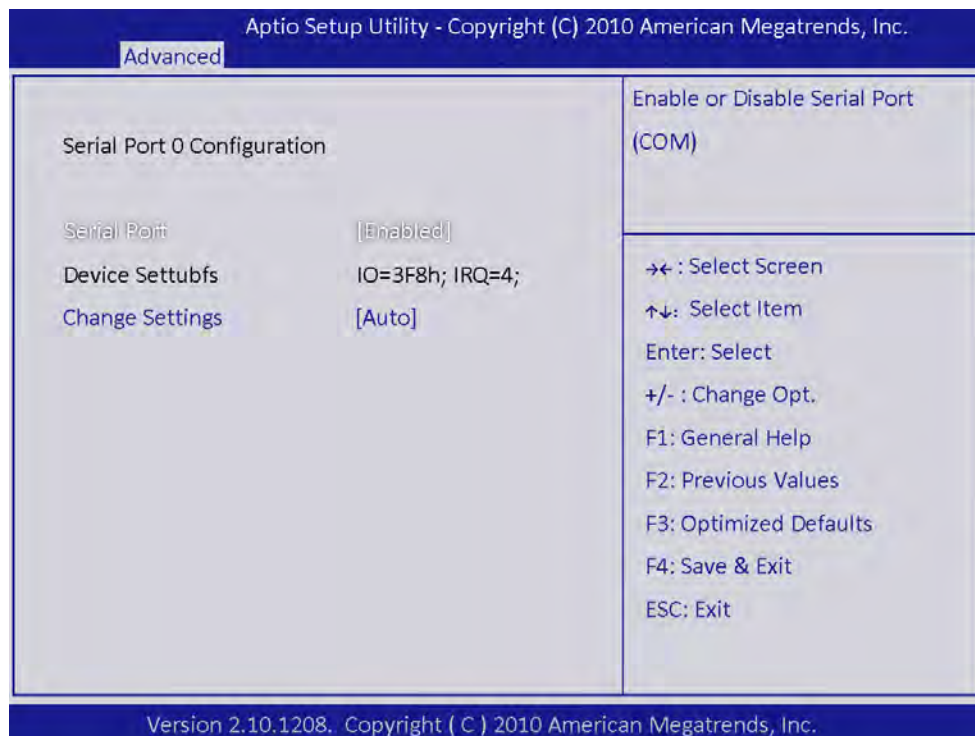 Aptio Setup Utility - Copyright (C) 2010 American Megatrends, Inc.
Advanced
Serial Port 0 Configuration
Serial Port [Enabled]
Device Settubfs IO=3F8h; IRQ=4;
Change Settings [Auto]
Enable or Disable Serial Port
(COM)
→←: Select Screen
↑↓: Select Item
Enter: Select
+/- : Change Opt.
F1: General Help
F2: Previous Values
F3: Optimized Defaults
F4: Save & Exit
ESC: Exit
Version 2.10.1208. Copyright ( C ) 2010 American Megatrends, Inc.